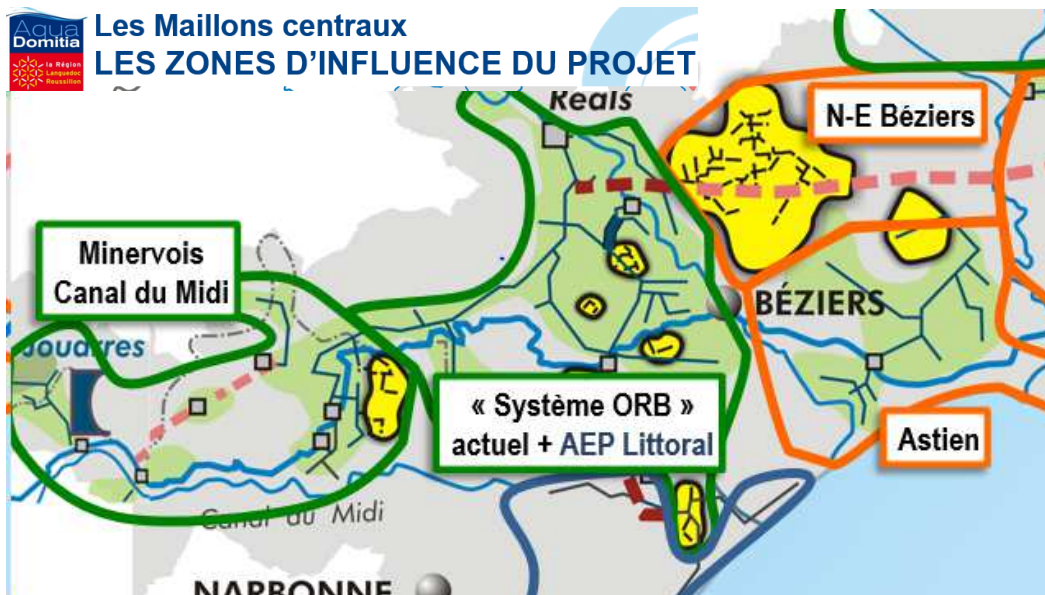 Aqua
Domitia
la Région
Languedoc
Roussillon
Les Maillons centraux
LES ZONES D'INFLUENCE DU PROJET
Réals
N-E Béziers
Minervois
Canal du Midi
BÉZIERS
Jouarres
« Système ORB »
actuel + AEP Littoral
Astien
Canal du Midi
NARBONNE